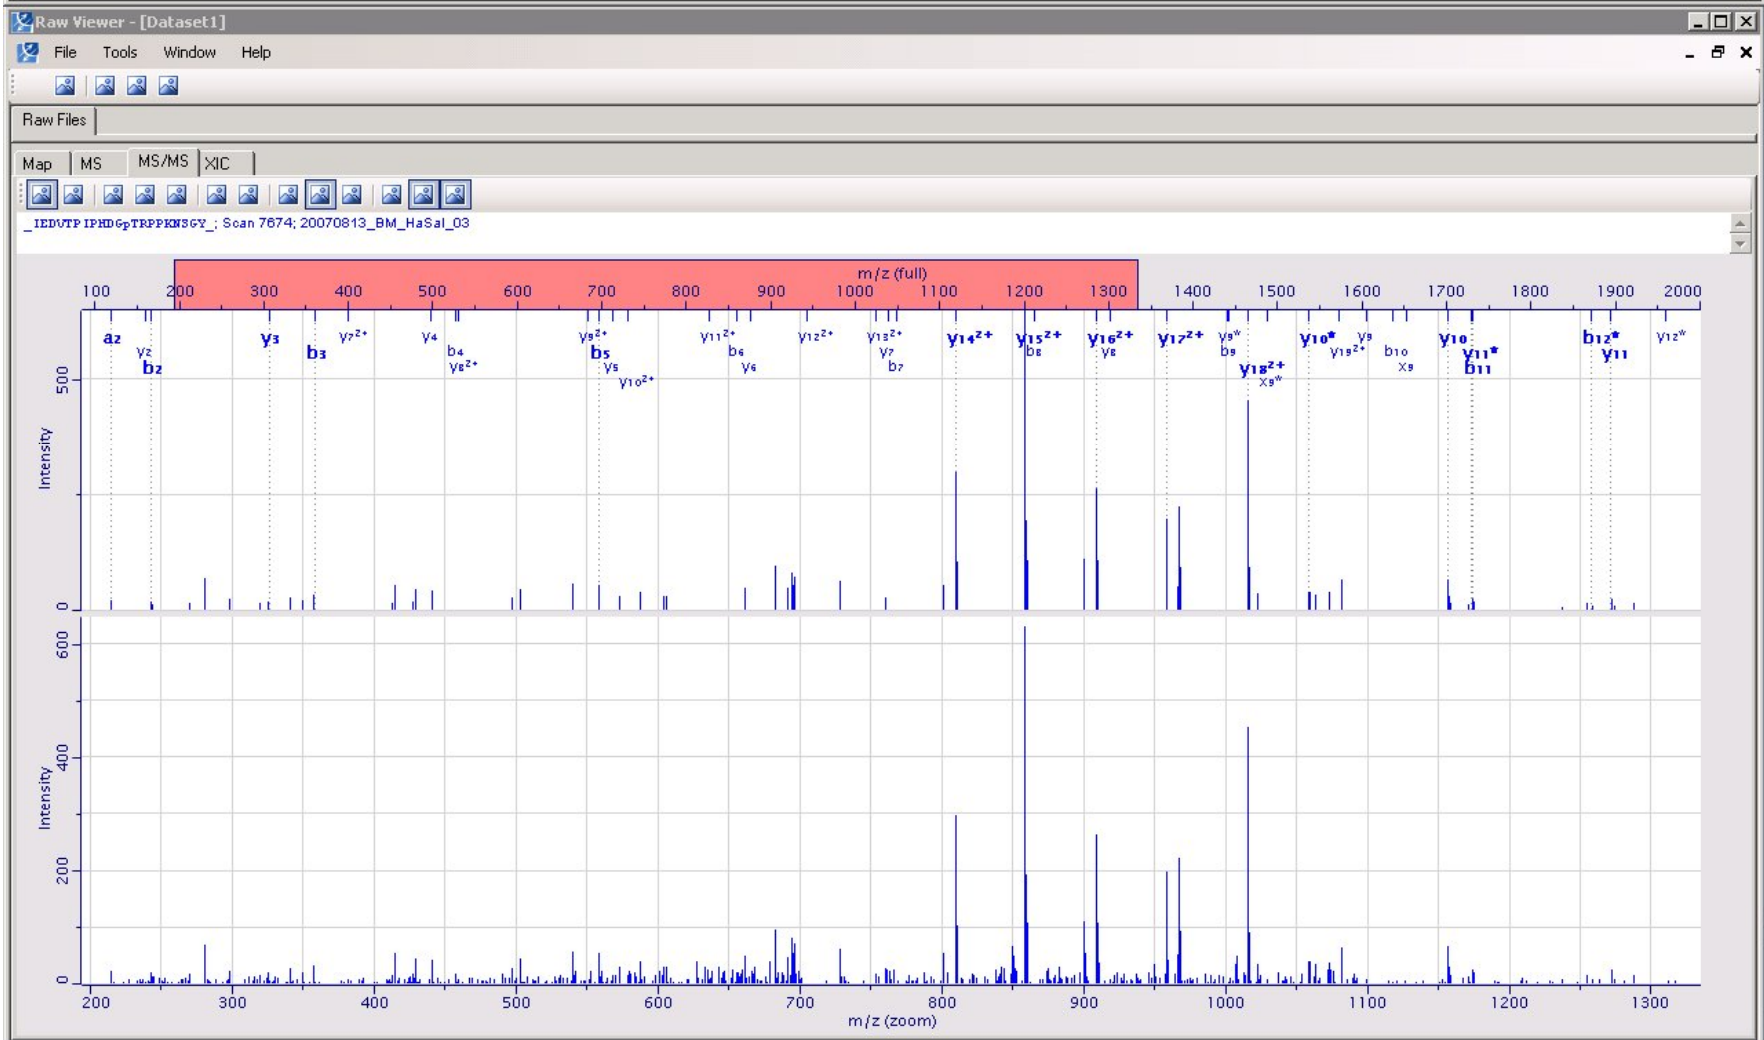 Raw Viewer - [Dataset1]
File Tools Window Help
Raw Files
Map MS MS/MS XIC
_IEDVTPIPHDGpTRPPKNSGY_; Scan 7674; 20070813_BM_HaSal_03
m/z (full)
100 200 300 400 500 600 700 800 900 1000 1100 1200 1300 1400 1500 1600 1700 1800 1900 2000
a2 y3 y7²⁺ y4 y9²⁺ y11²⁺ y12²⁺ y13²⁺ y14²⁺ y15²⁺ y16²⁺ y17²⁺ y9* y10* y9 y10 b12* y12*
y2 b3 b4 b5 b6 y7 b8 y8 b9 y19²⁺ b10 y11* y11
b2 y8²⁺ y5 y6 b7 y18²⁺ x9 b11
y10²⁺ x9*
500
0
Intensity
600
400
200
0
Intensity
200 300 400 500 600 700 800 900 1000 1100 1200 1300
m/z (zoom)